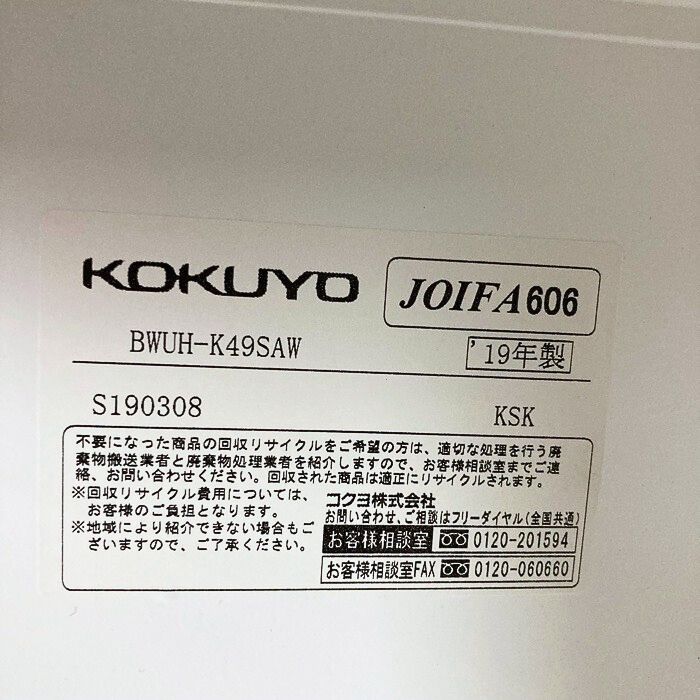 KOKUYO JOIFA606
BWUH-K49SAW '19年製
S190308 KSK
不要になった商品の回収リサイクルをご希望の方は、適切な処理を行う廃
棄物搬送業者と廃棄物処理業者を紹介しますので、お客様相談室までご連
絡、お問い合わせください。回収された商品は適正にリサイクルされます。
※回収リサイクル費用については、
お客様のご負担となります。
※地域により紹介できない場合もご
ざいますので、ご了承ください。
コクヨ株式会社
お問い合わせ、ご相談はフリーダイヤル(全国共通)
お客様相談室 0120-201594
お客様相談室FAX 0120-060660